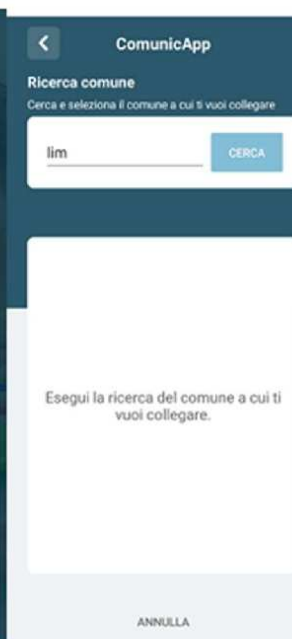 ComunicApp
Ricerca comune
Cerca e seleziona il comune a cui ti vuoi collegare
lim
CERCA
Esegui la ricerca del comune a cui ti
vuoi collegare.
ANNULLA